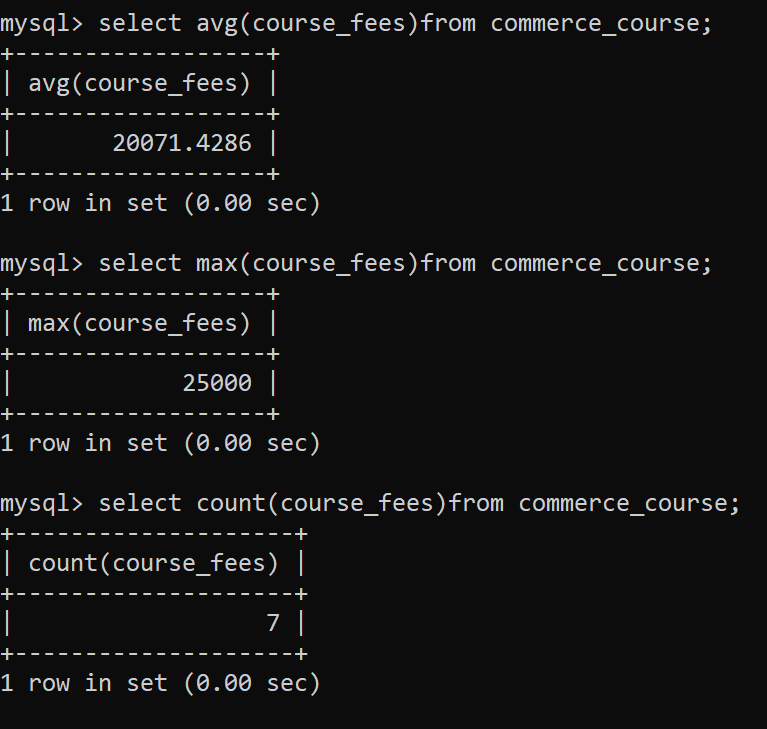 mysql> select avg(course_fees)from commerce_course;
+------------------+
| avg(course_fees) |
+------------------+
|       20071.4286 |
+------------------+
1 row in set (0.00 sec)

mysql> select max(course_fees)from commerce_course;
+------------------+
| max(course_fees) |
+------------------+
|            25000 |
+------------------+
1 row in set (0.00 sec)

mysql> select count(course_fees)from commerce_course;
+--------------------+
| count(course_fees) |
+--------------------+
|                  7 |
+--------------------+
1 row in set (0.00 sec)